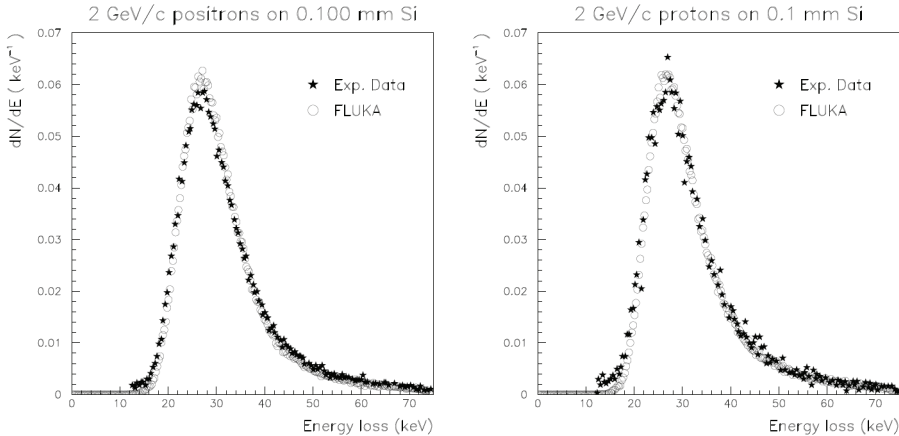 2 GeV/c positrons on 0.100 mm Si
dN/dE ( keV⁻¹ )
0.07
0.06
0.05
0.04
0.03
0.02
0.01
0
★ Exp. Data
○ FLUKA
0 10 20 30 40 50 60 70
Energy loss (keV)
2 GeV/c protons on 0.1 mm Si
dN/dE ( keV⁻¹ )
0.07
0.06
0.05
0.04
0.03
0.02
0.01
0
★ Exp. Data
○ FLUKA
0 10 20 30 40 50 60 70
Energy loss (keV)